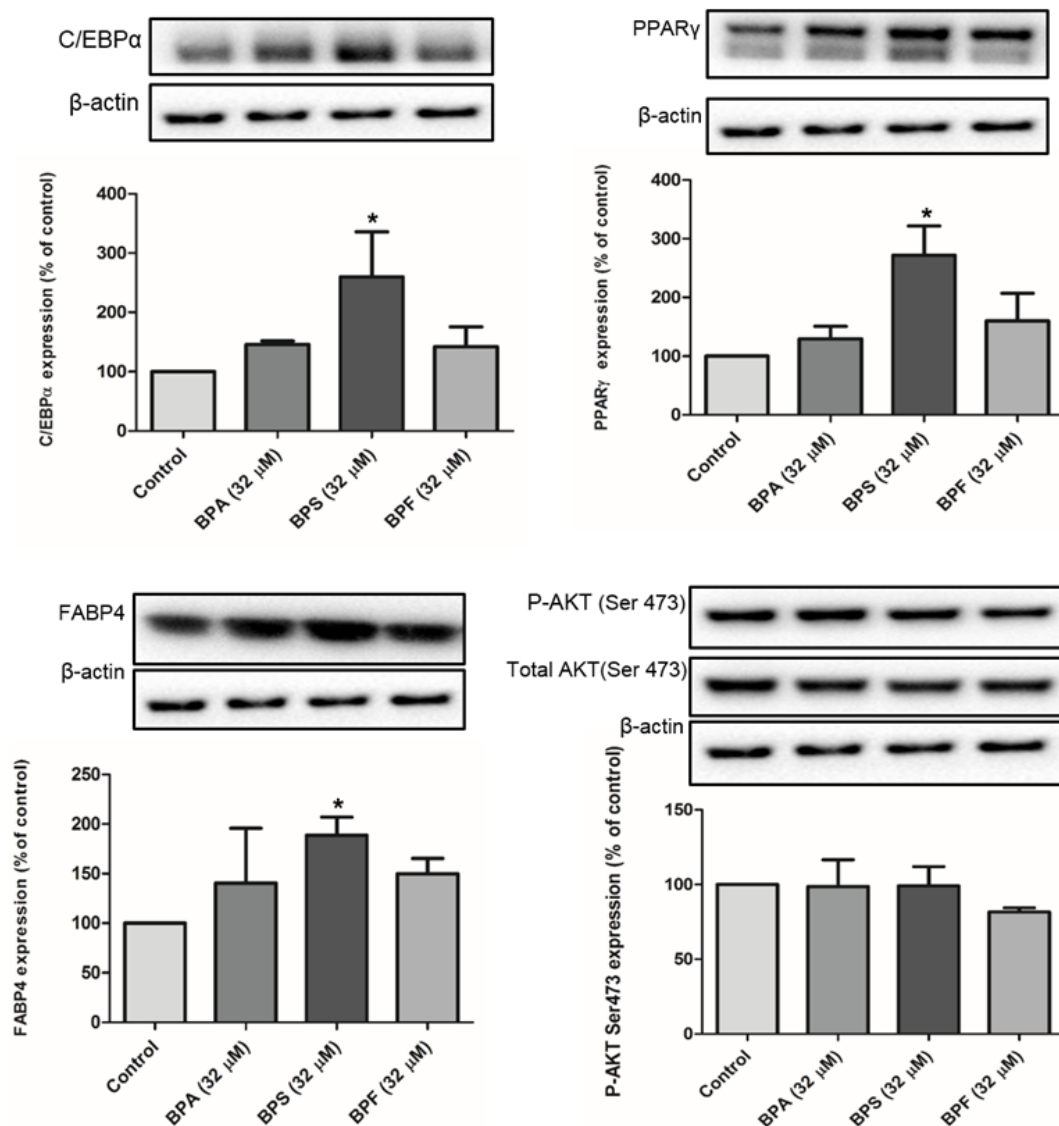 C/EBPα
β-actin
C/EBPα expression (% of control)
400
300
200
100
0
Control
BPA (32 μM)
BPS (32 μM)
BPF (32 μM)
*
PPARγ
β-actin
PPARγ expression (% of control)
400
300
200
100
0
Control
BPA (32 μM)
BPS (32 μM)
BPF (32 μM)
*
FABP4
β-actin
FABP4 expression (% of control)
250
200
150
100
50
0
Control
BPA (32 μM)
BPS (32 μM)
BPF (32 μM)
*
P-AKT (Ser 473)
Total AKT(Ser 473)
β-actin
P-AKT Ser473 expression (% of control)
150
100
50
0
Control
BPA (32 μM)
BPS (32 μM)
BPF (32 μM)